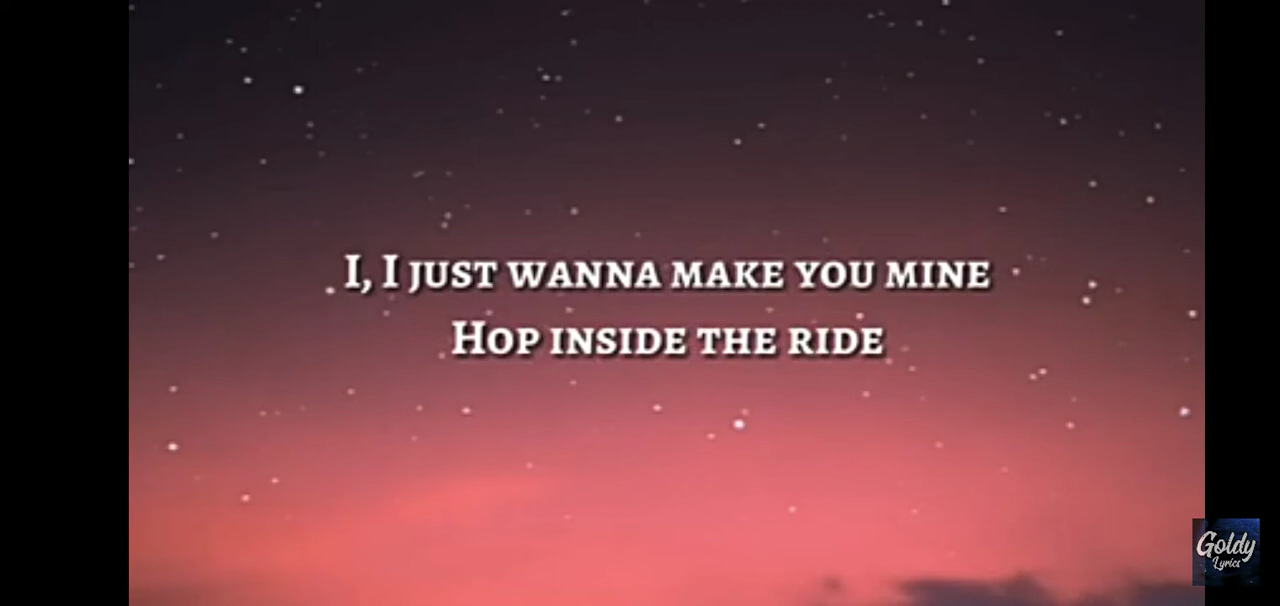 I, I JUST WANNA MAKE YOU MINE
HOP INSIDE THE RIDE
Goldy
Lyrics